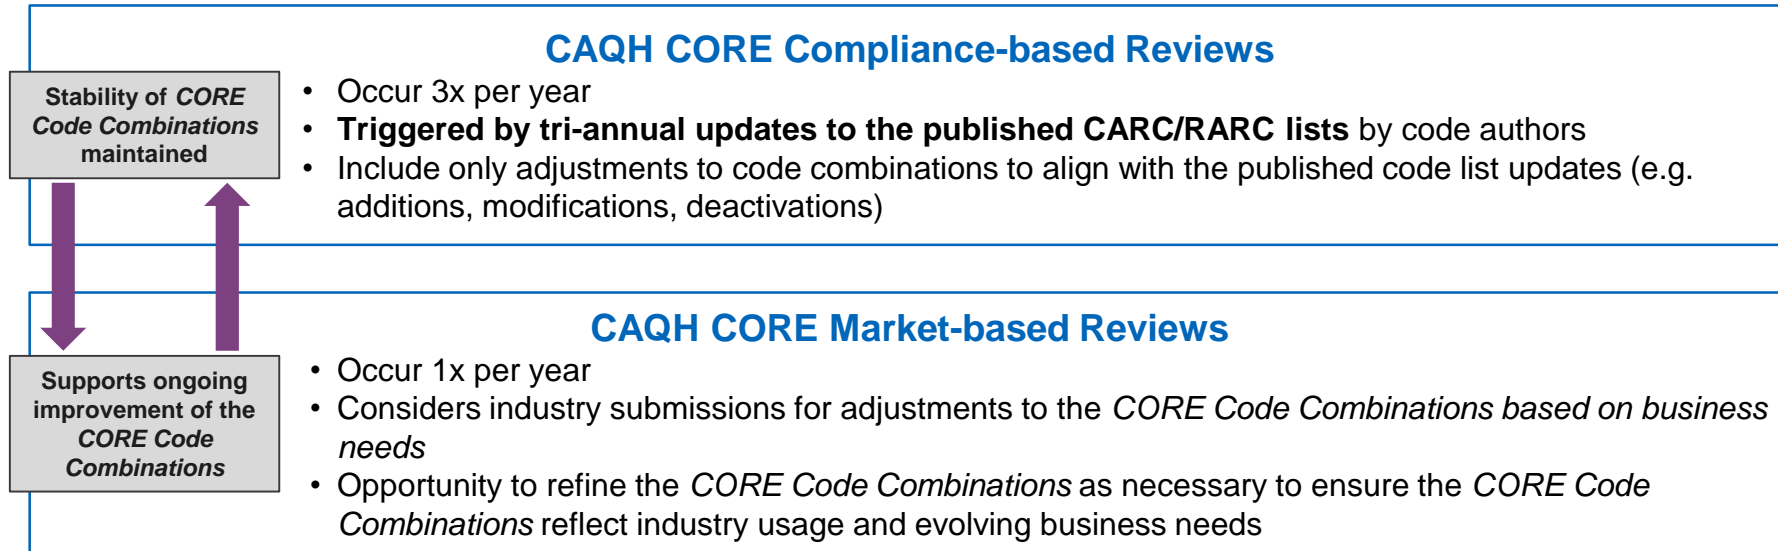 CAQH CORE Compliance-based Reviews
Stability of CORE
Code Combinations
maintained
• Occur 3x per year
• Triggered by tri-annual updates to the published CARC/RARC lists by code authors
• Include only adjustments to code combinations to align with the published code list updates (e.g.
additions, modifications, deactivations)
CAQH CORE Market-based Reviews
Supports ongoing
improvement of the
CORE Code
Combinations
• Occur 1x per year
• Considers industry submissions for adjustments to the CORE Code Combinations based on business
needs
• Opportunity to refine the CORE Code Combinations as necessary to ensure the CORE Code
Combinations reflect industry usage and evolving business needs